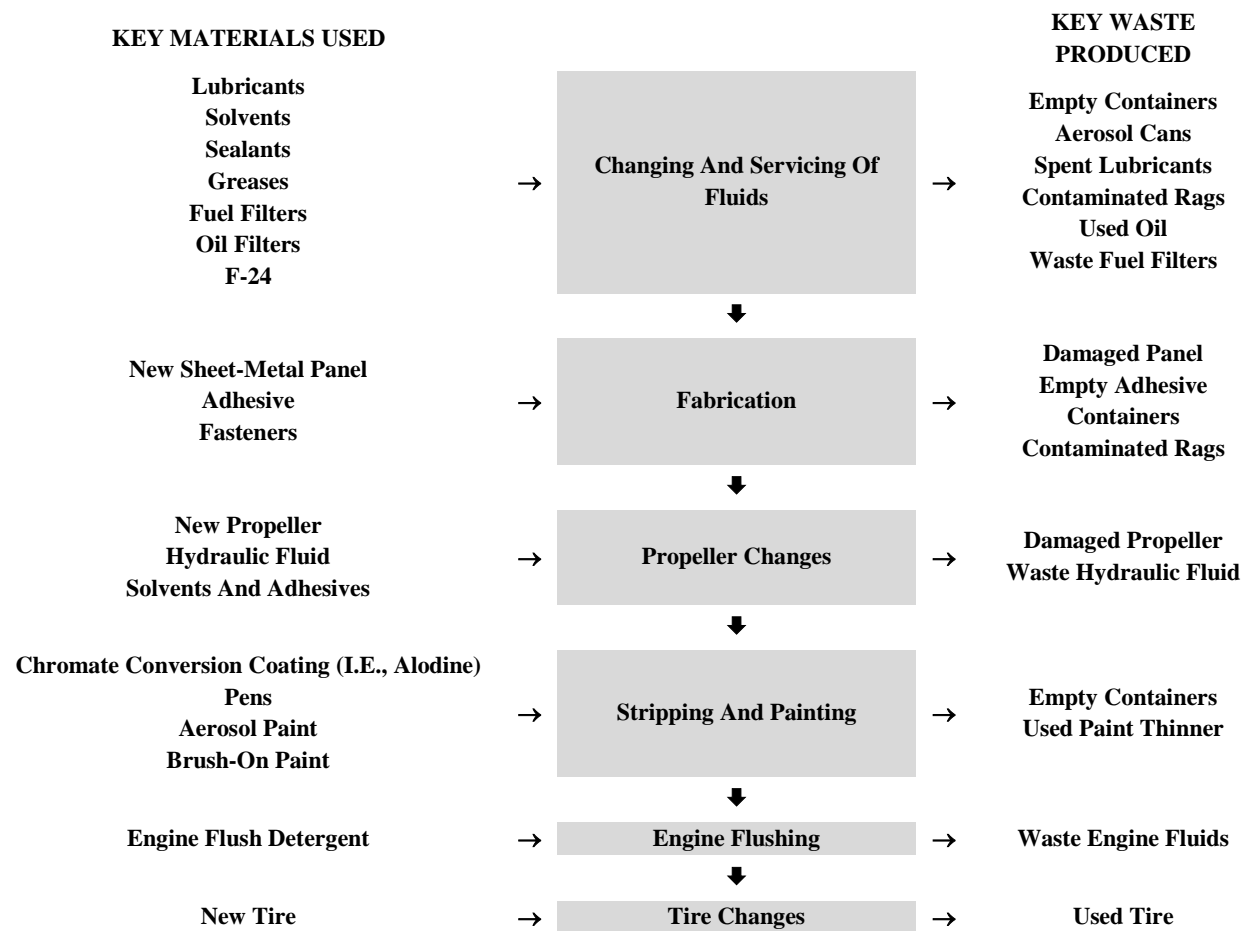 KEY MATERIALS USED
KEY WASTE
PRODUCED
Lubricants
Solvents
Sealants
Greases
Fuel Filters
Oil Filters
F-24
→
Changing And Servicing Of
Fluids
→
Empty Containers
Aerosol Cans
Spent Lubricants
Contaminated Rags
Used Oil
Waste Fuel Filters
New Sheet-Metal Panel
Adhesive
Fasteners
→
Fabrication
→
Damaged Panel
Empty Adhesive
Containers
Contaminated Rags
New Propeller
Hydraulic Fluid
Solvents And Adhesives
→
Propeller Changes
→
Damaged Propeller
Waste Hydraulic Fluid
Chromate Conversion Coating (I.E., Alodine)
Pens
Aerosol Paint
Brush-On Paint
→
Stripping And Painting
→
Empty Containers
Used Paint Thinner
Engine Flush Detergent
→
Engine Flushing
→
Waste Engine Fluids
New Tire
→
Tire Changes
→
Used Tire